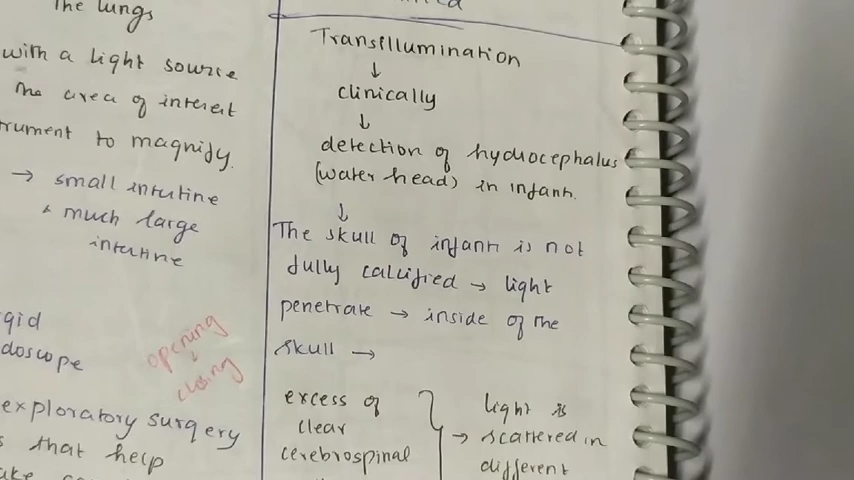 The lungs
with a light source
The area of interest
trument to magnify.
→ small intestine
+ much large
intestine
gid
doscope
opening
↓
closing
exploratory surgery
s that help
Transillumination
↓
clinically
↓
detection of hydrocephalus
(water head) in infant.
↓
The skull of infant is not
fully calcified → light
penetrate → inside of the
skull →
excess of
clear
cerebrospinal
light is
→ scattered in
different